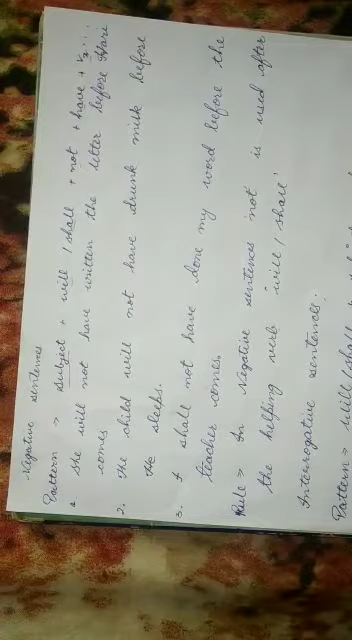 Negative sentences
Pattern > Subject + will / shall + not + have + V3 ...
1. He will not have written the letter before Hari
comes
2. The child will not have drunk milk before
He sleeps.
3. I shall not have done my word before the
teacher comes.
Rule > In Negative sentences not is used after
the helping verb 'will / shall'
Interrogative sentences.
Pattern > will / shall